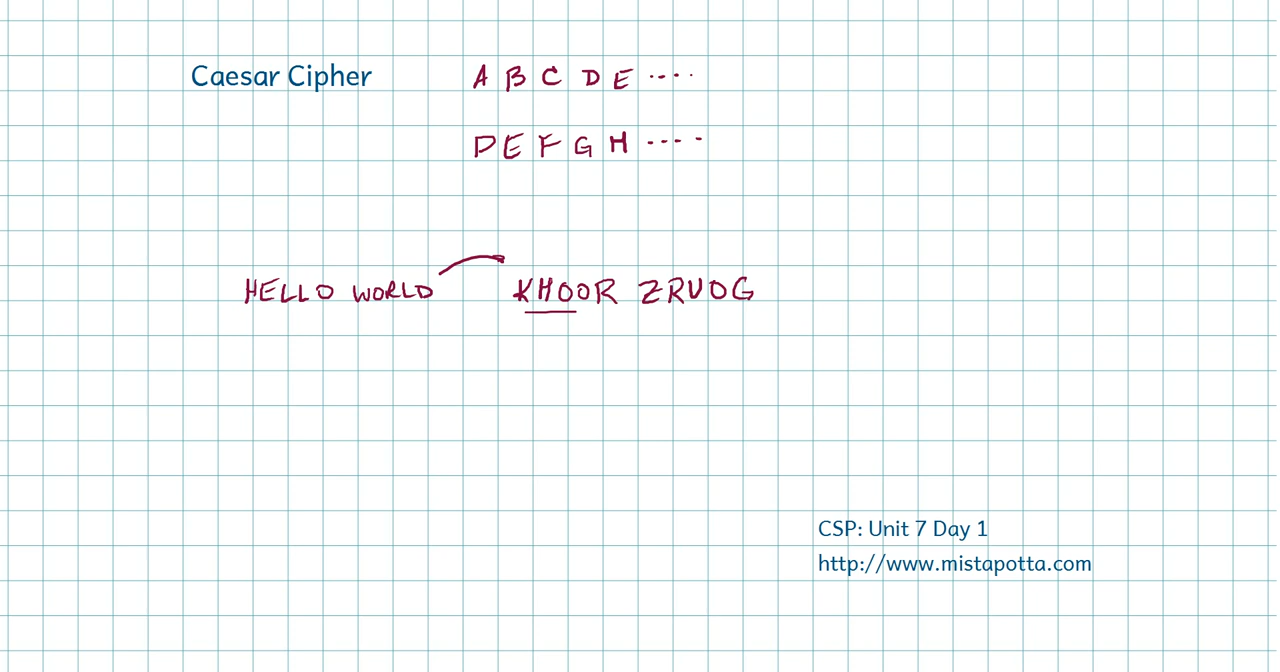 Caesar Cipher A B C D E ....
D E F G H ....
HELLO WORLD KHOOR ZRUOG
CSP: Unit 7 Day 1
http://www.mistapotta.com